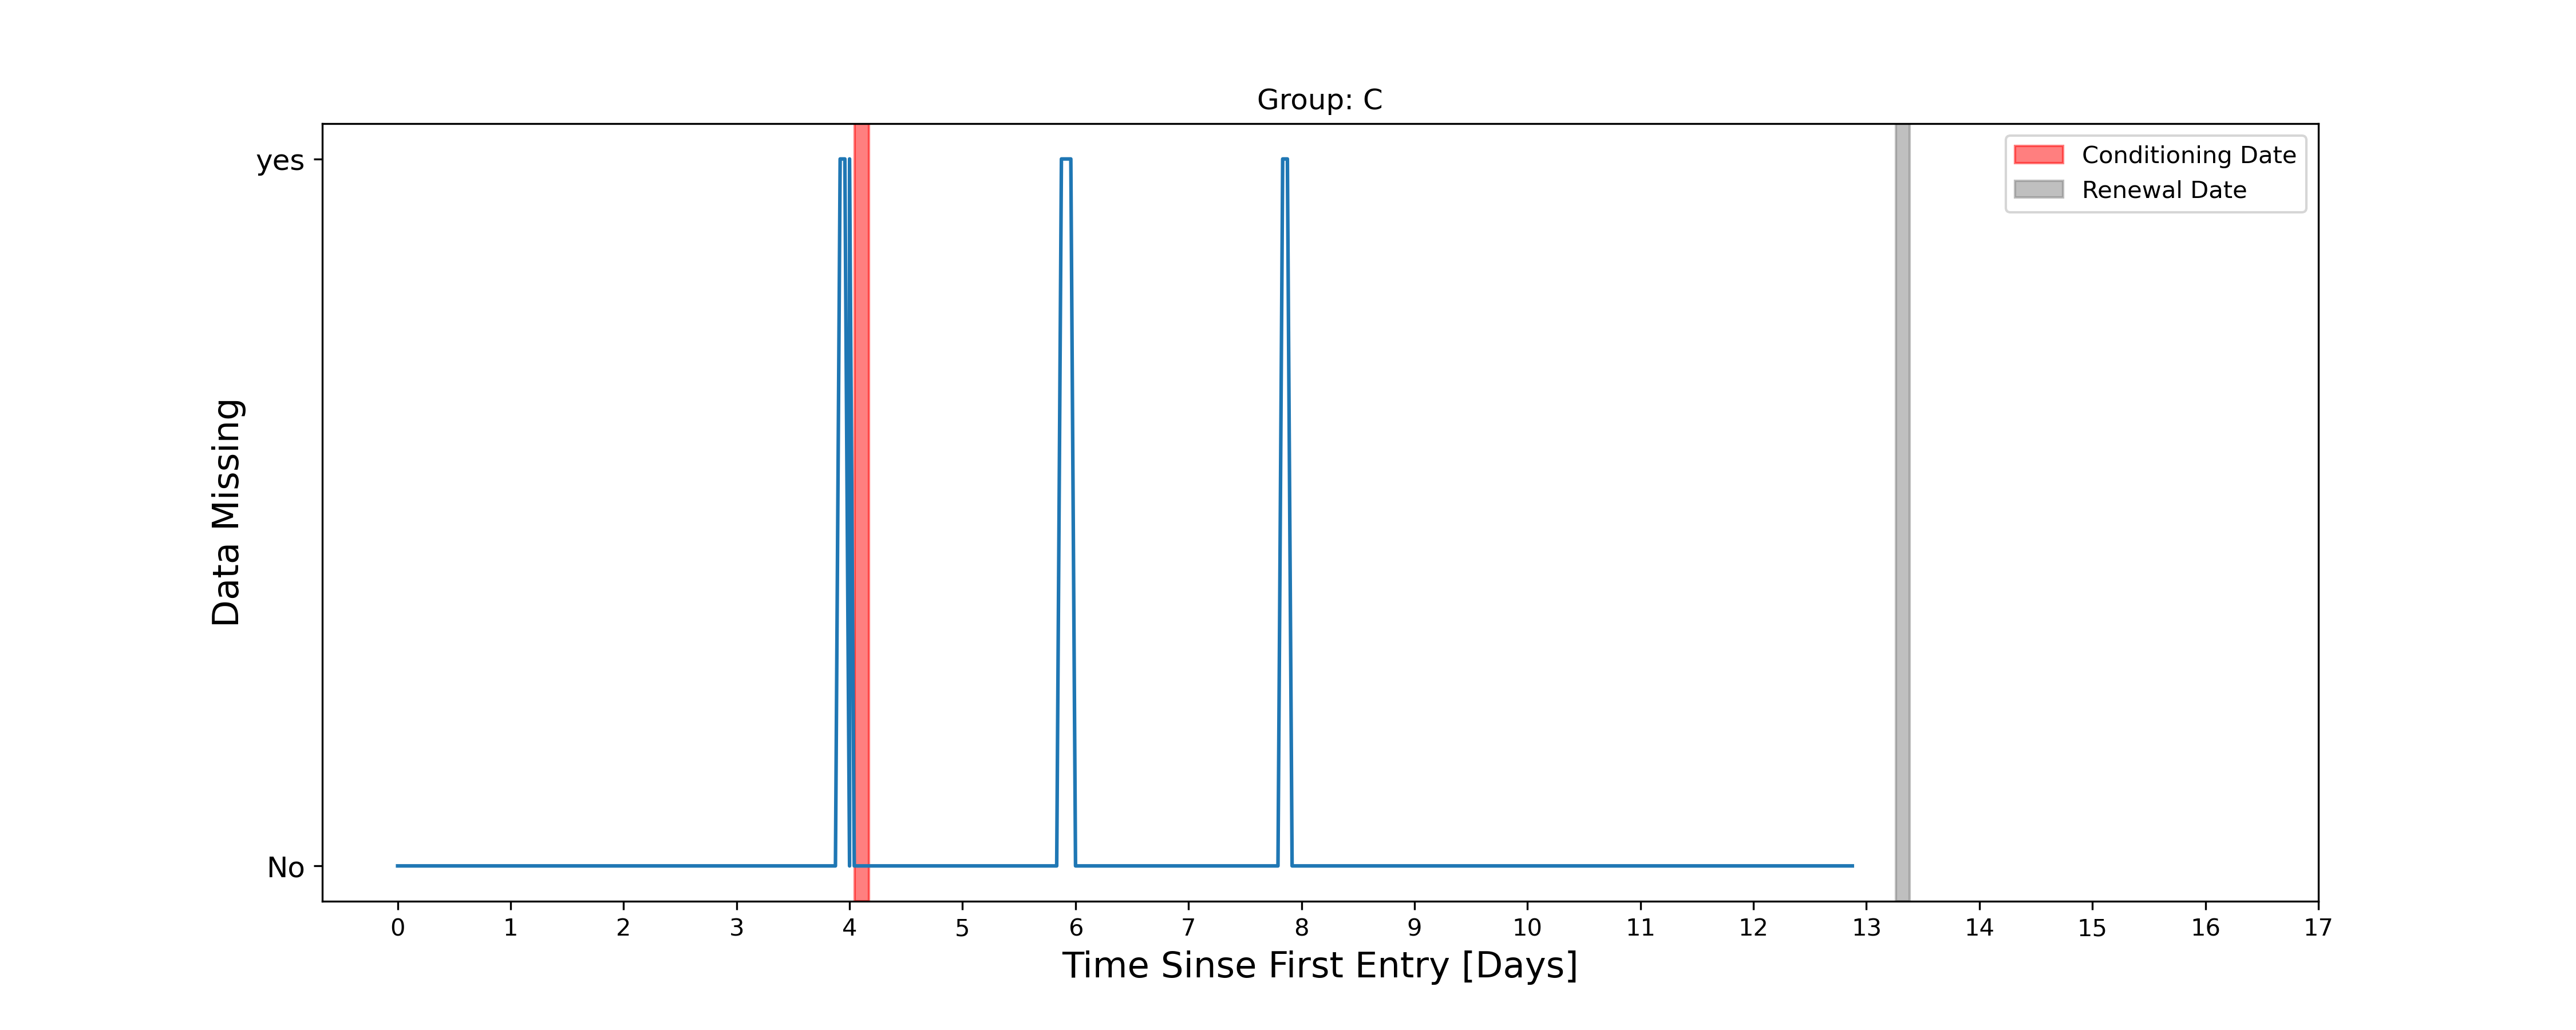 Group: C
Conditioning Date
Renewal Date
yes
Data Missing
No
0 1 2 3 4 5 6 7 8 9 10 11 12 13 14 15 16 17
Time Sinse First Entry [Days]